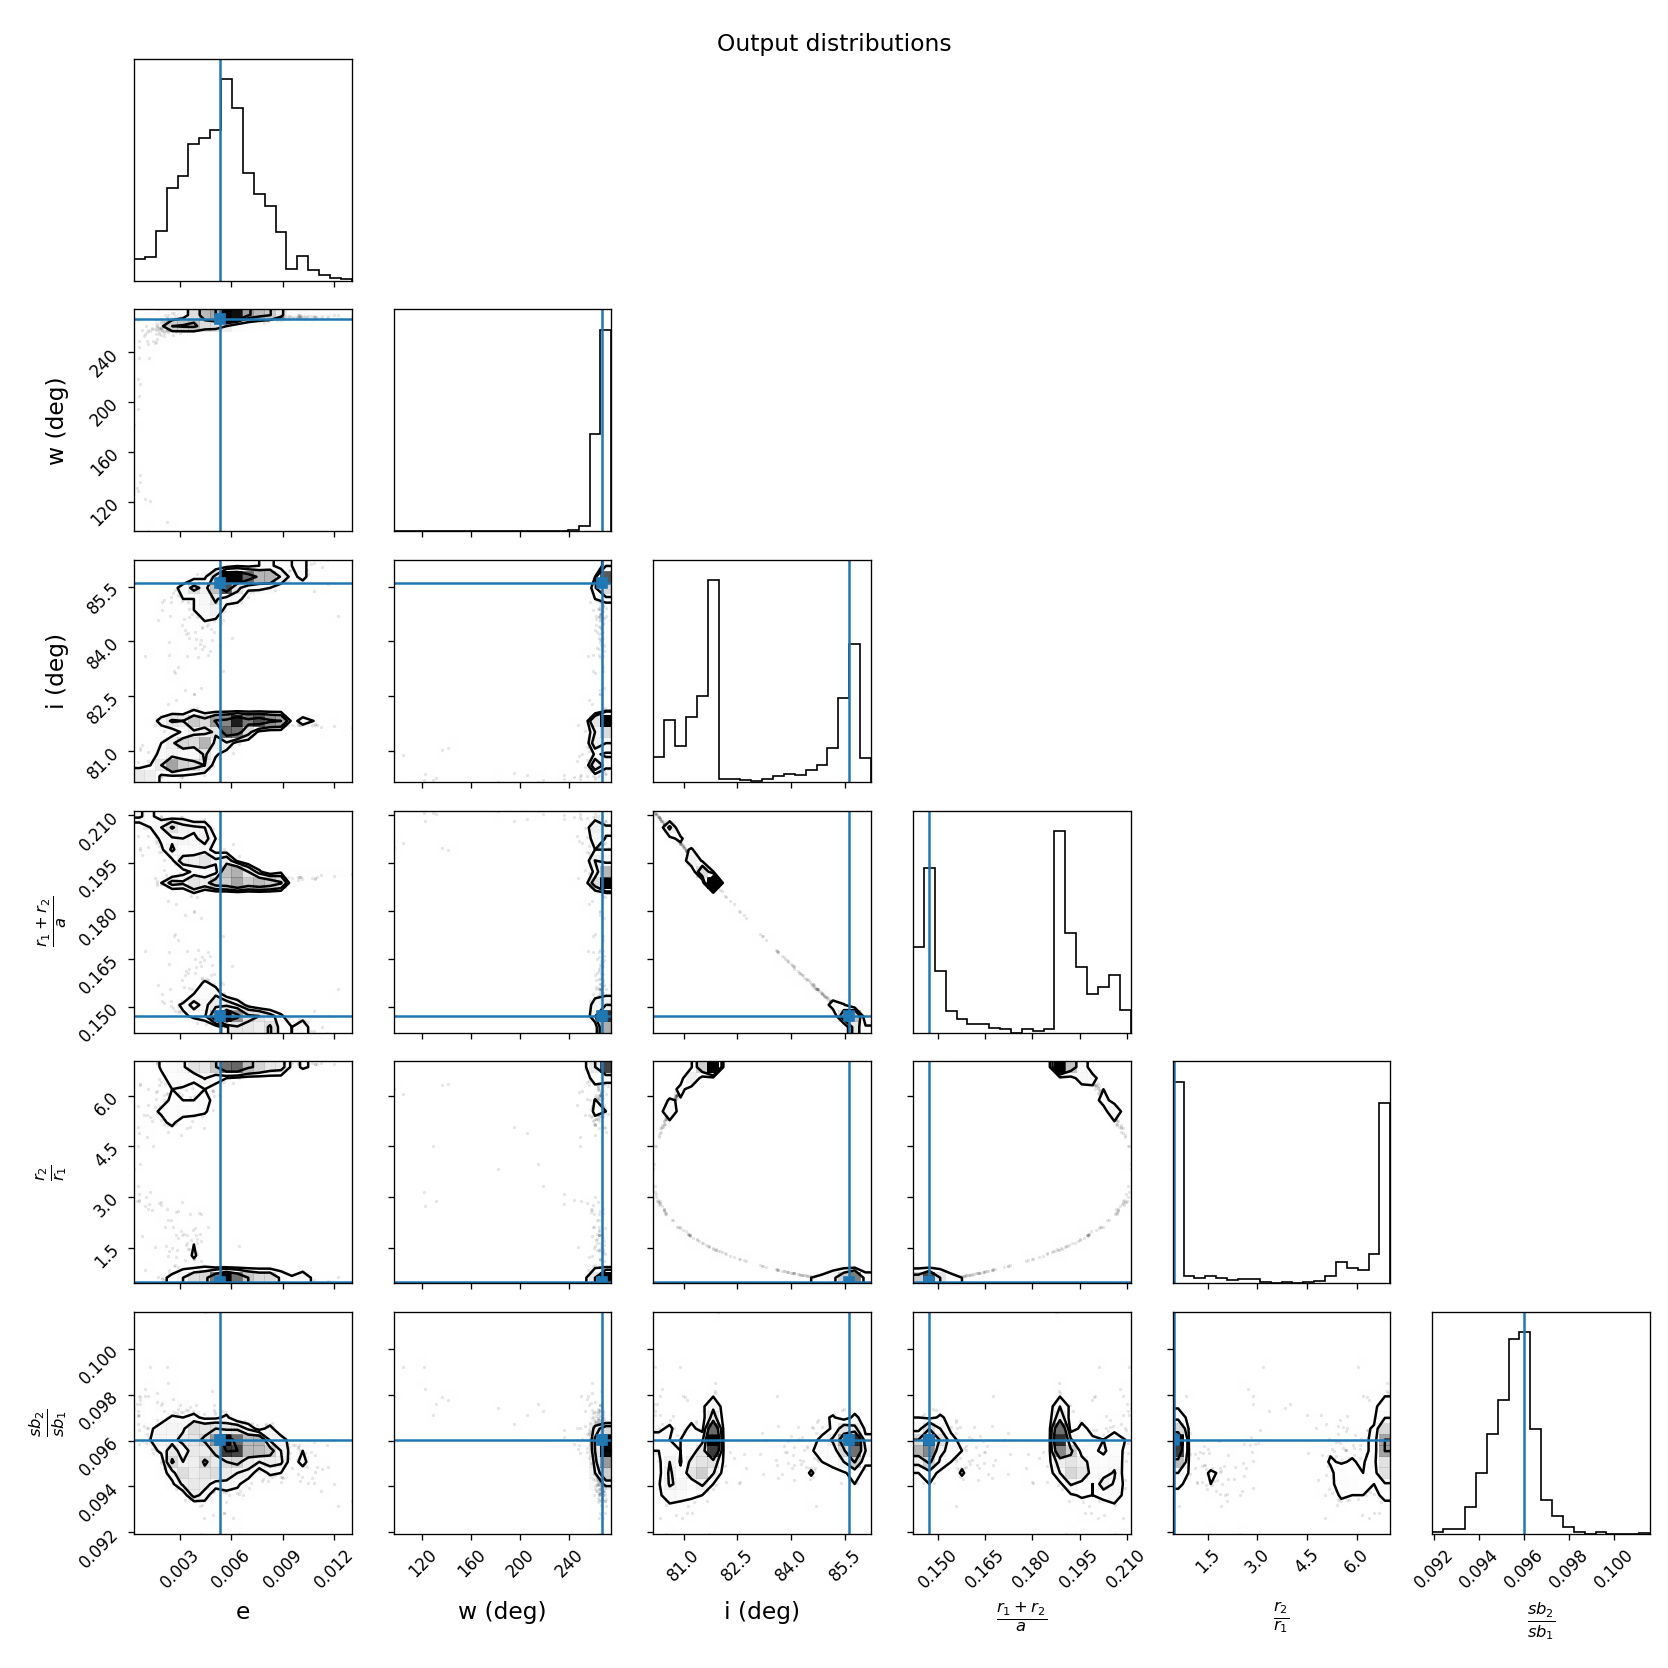 Output distributions
w (deg)
240
200
160
120
i (deg)
85.5
84.0
82.5
81.0
r₁ + r₂
a
0.210
0.195
0.180
0.165
0.150
r₂
r₁
6.0
4.5
3.0
1.5
sb₂
sb₁
0.100
0.098
0.096
0.094
0.092
0.003 0.006 0.009 0.012 120 160 200 240 81.0 82.5 84.0 85.5 0.150 0.165 0.180 0.195 0.210 1.5 3.0 4.5 6.0 0.092 0.094 0.096 0.098 0.100
e w (deg) i (deg) r₁ + r₂ r₂ sb₂
a r₁ sb₁